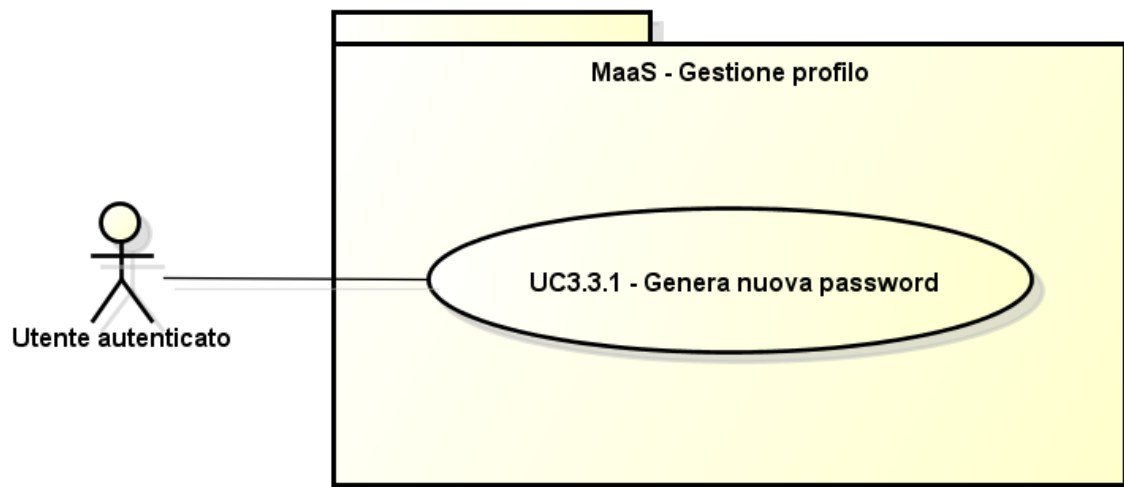 MaaS - Gestione profilo
UC3.3.1 - Genera nuova password
Utente autenticato